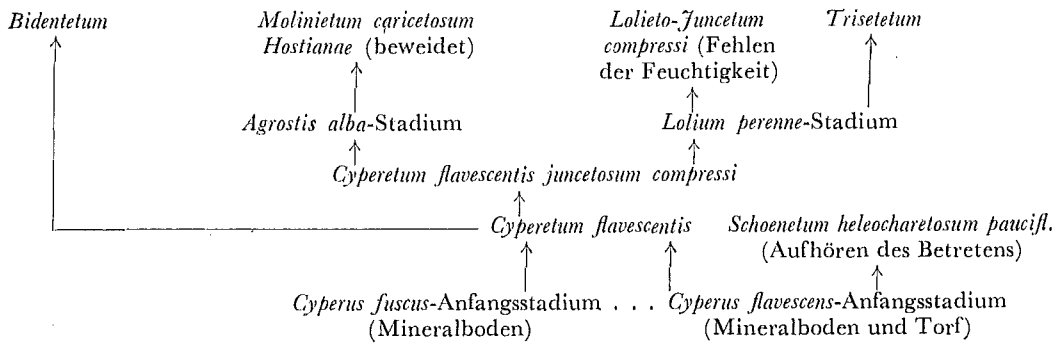 Bidentetum Molinietum caricetosum Lolieto-Juncetum Trisetetum
Hostianae (beweidet) compressi (Fehlen
der Feuchtigkeit)
Agrostis alba-Stadium Lolium perenne-Stadium
Cyperetum flavescentis juncetosum compressi
Cyperetum flavescentis Schoenetum heleocharetosum paucifl.
(Aufhören des Betretens)
Cyperus fuscus-Anfangsstadium . . . Cyperus flavescens-Anfangsstadium
(Mineralboden) (Mineralboden und Torf)